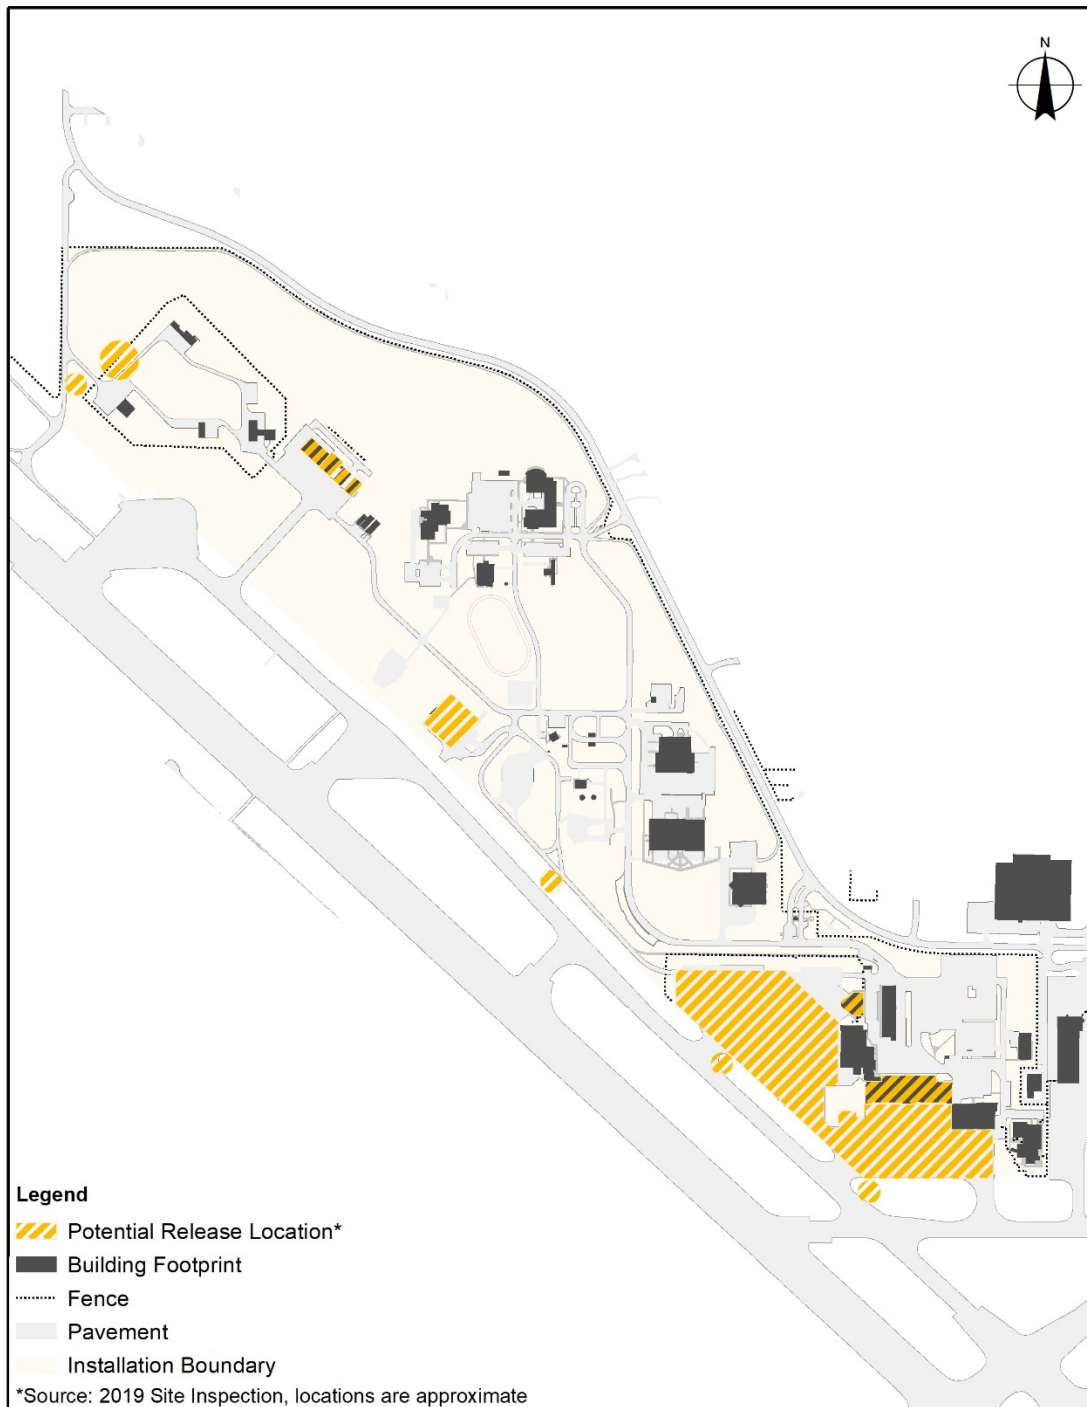 N
Legend
Potential Release Location*
Building Footprint
Fence
Pavement
Installation Boundary
*Source: 2019 Site Inspection, locations are approximate